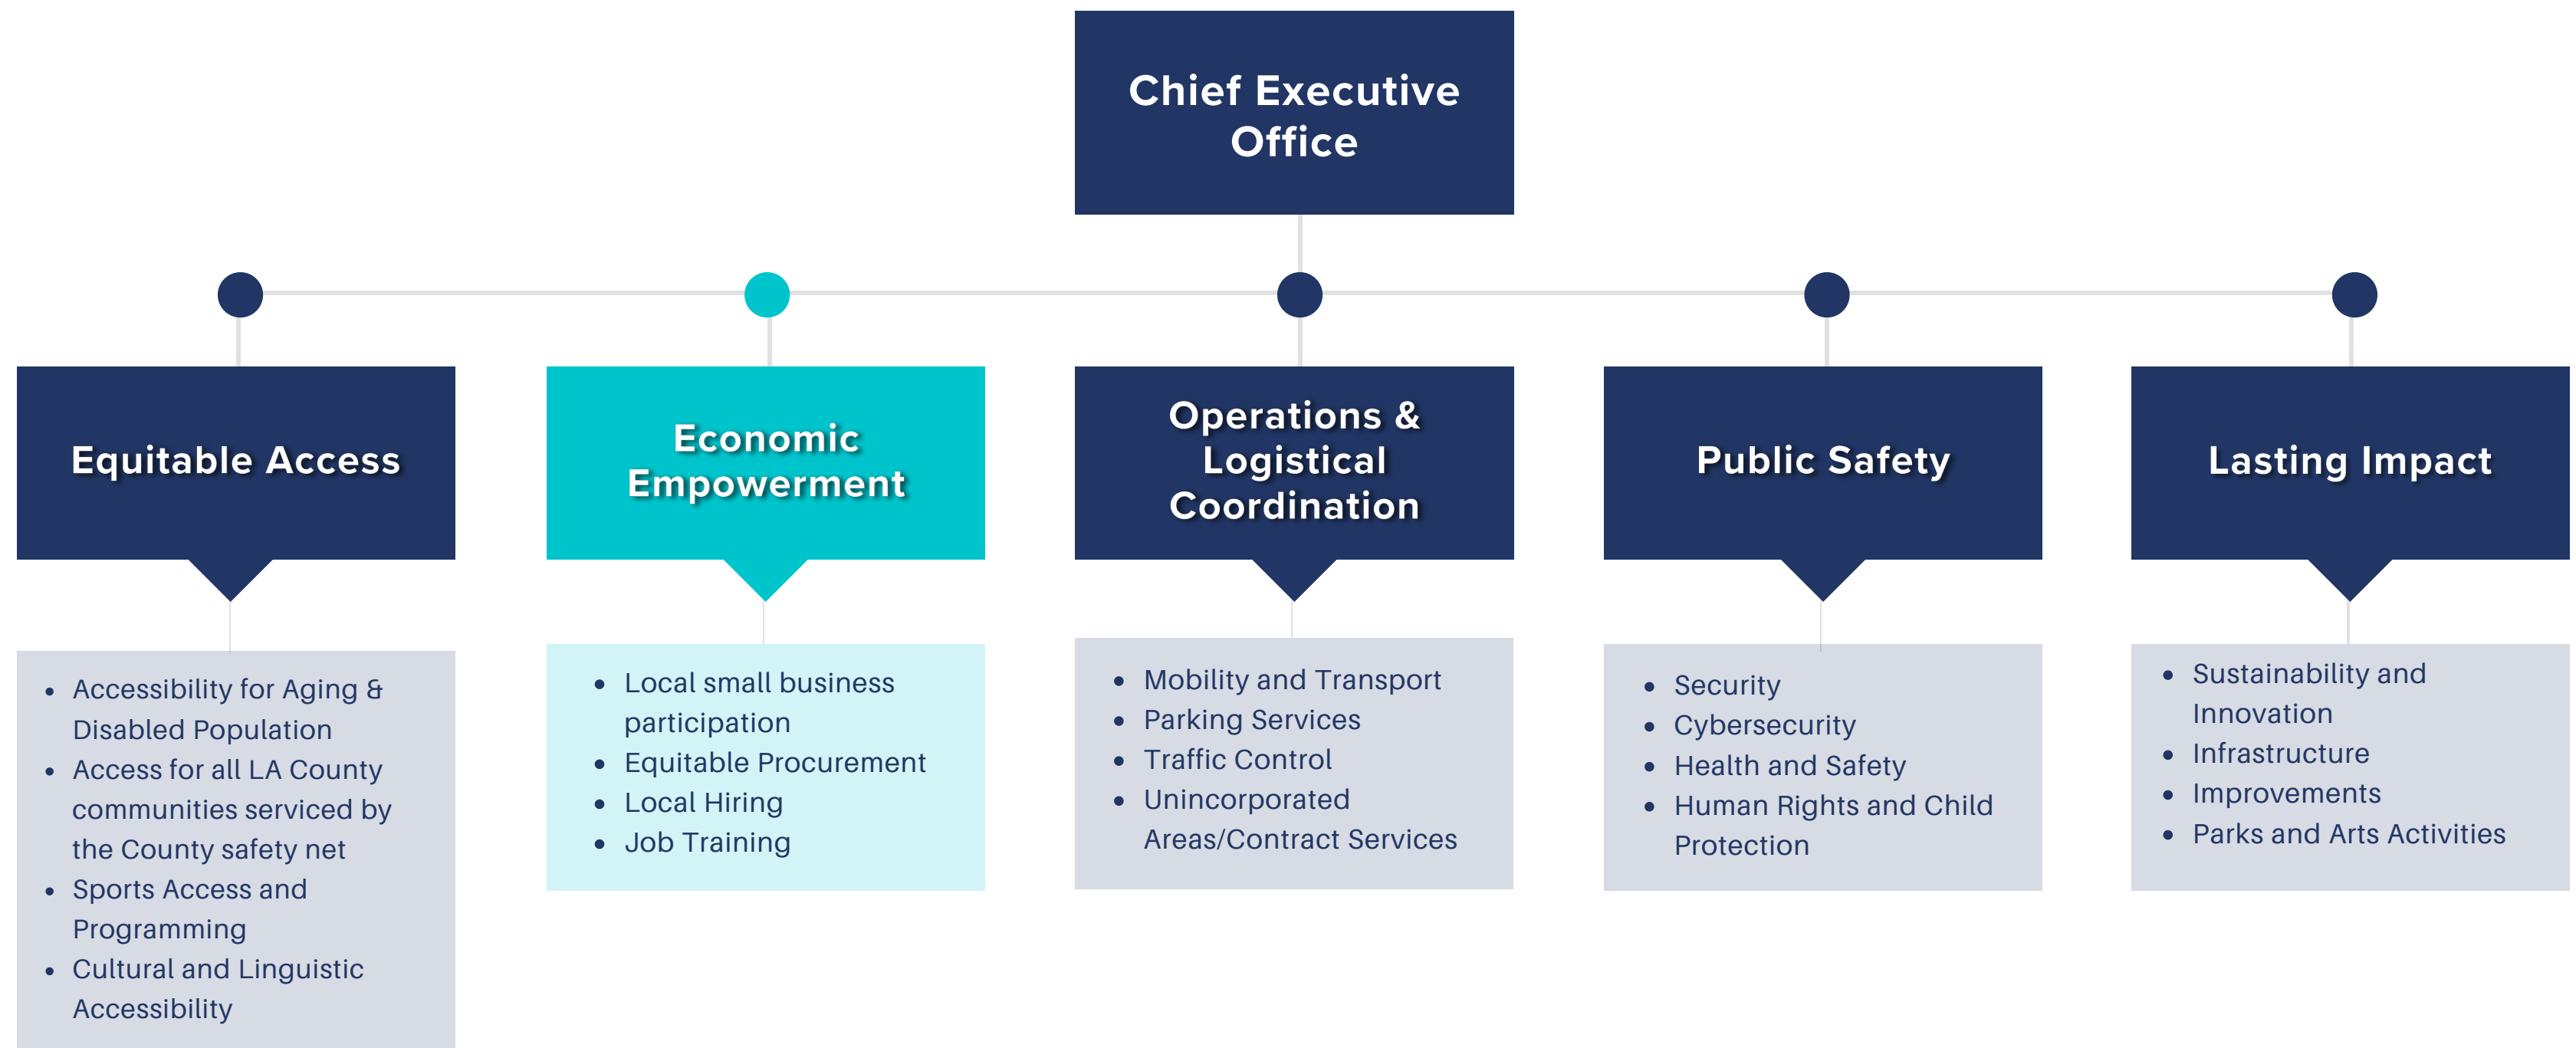 Chief Executive
Office
Equitable Access
Economic
Empowerment
Operations &
Logistical
Coordination
Public Safety
Lasting Impact
• Accessibility for Aging &
Disabled Population
• Access for all LA County
communities serviced by
the County safety net
• Sports Access and
Programming
• Cultural and Linguistic
Accessibility
• Local small business
participation
• Equitable Procurement
• Local Hiring
• Job Training
• Mobility and Transport
• Parking Services
• Traffic Control
• Unincorporated
Areas/Contract Services
• Security
• Cybersecurity
• Health and Safety
• Human Rights and Child
Protection
• Sustainability and
Innovation
• Infrastructure
• Improvements
• Parks and Arts Activities